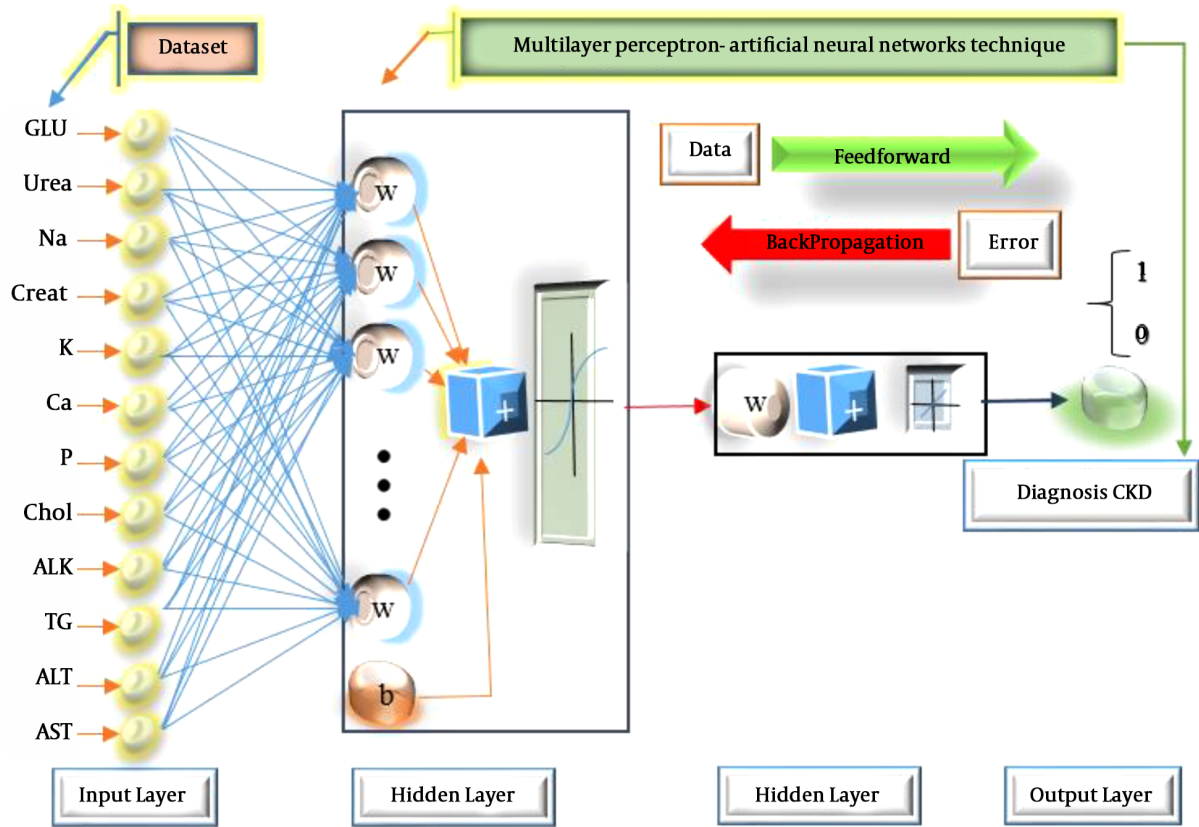 Dataset
Multilayer perceptron- artificial neural networks technique
GLU
Urea
Na
Creat
K
Ca
P
Chol
ALK
TG
ALT
AST
w
w
w
w
b
+
Data
Feedforward
BackPropagation
Error
1
0
w
+
Diagnosis CKD
Input Layer
Hidden Layer
Hidden Layer
Output Layer